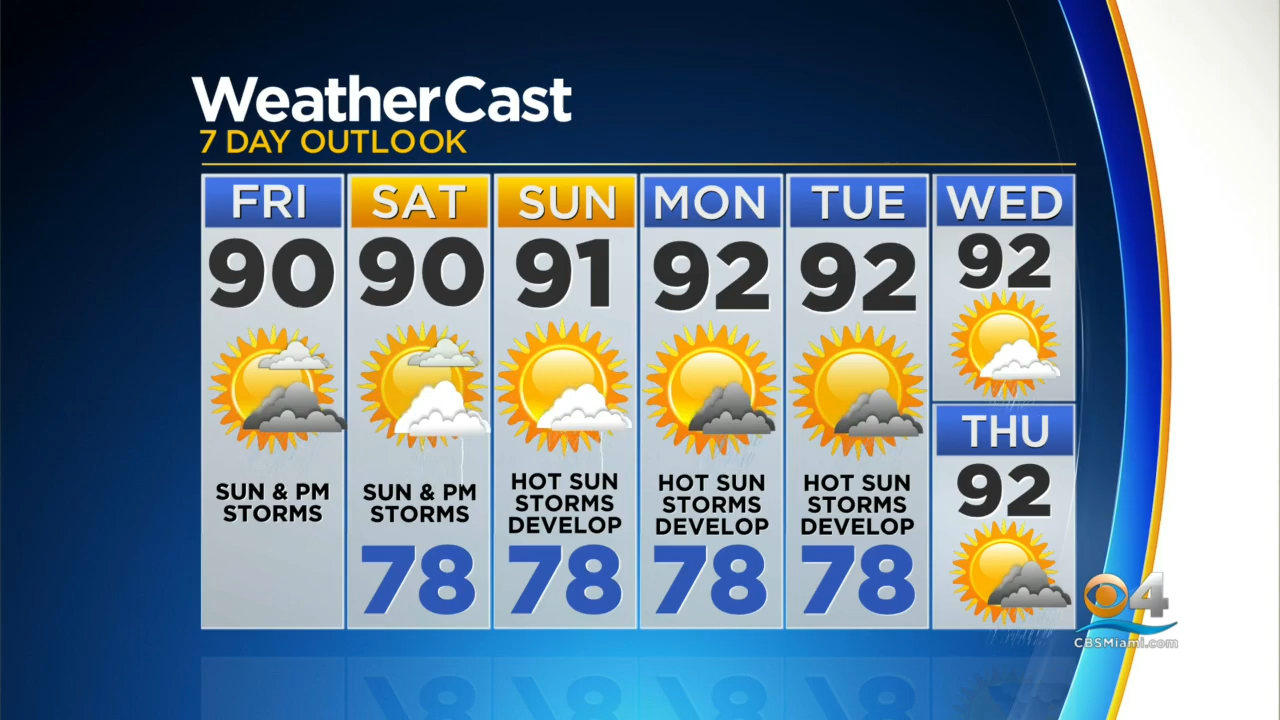 WeatherCast
7 DAY OUTLOOK
FRI
90
SUN & PM
STORMS
SAT
90
SUN & PM
STORMS
78
SUN
91
HOT SUN
STORMS
DEVELOP
78
MON
92
HOT SUN
STORMS
DEVELOP
78
TUE
92
HOT SUN
STORMS
DEVELOP
78
WED
92
THU
92
4
CBSMiami.com